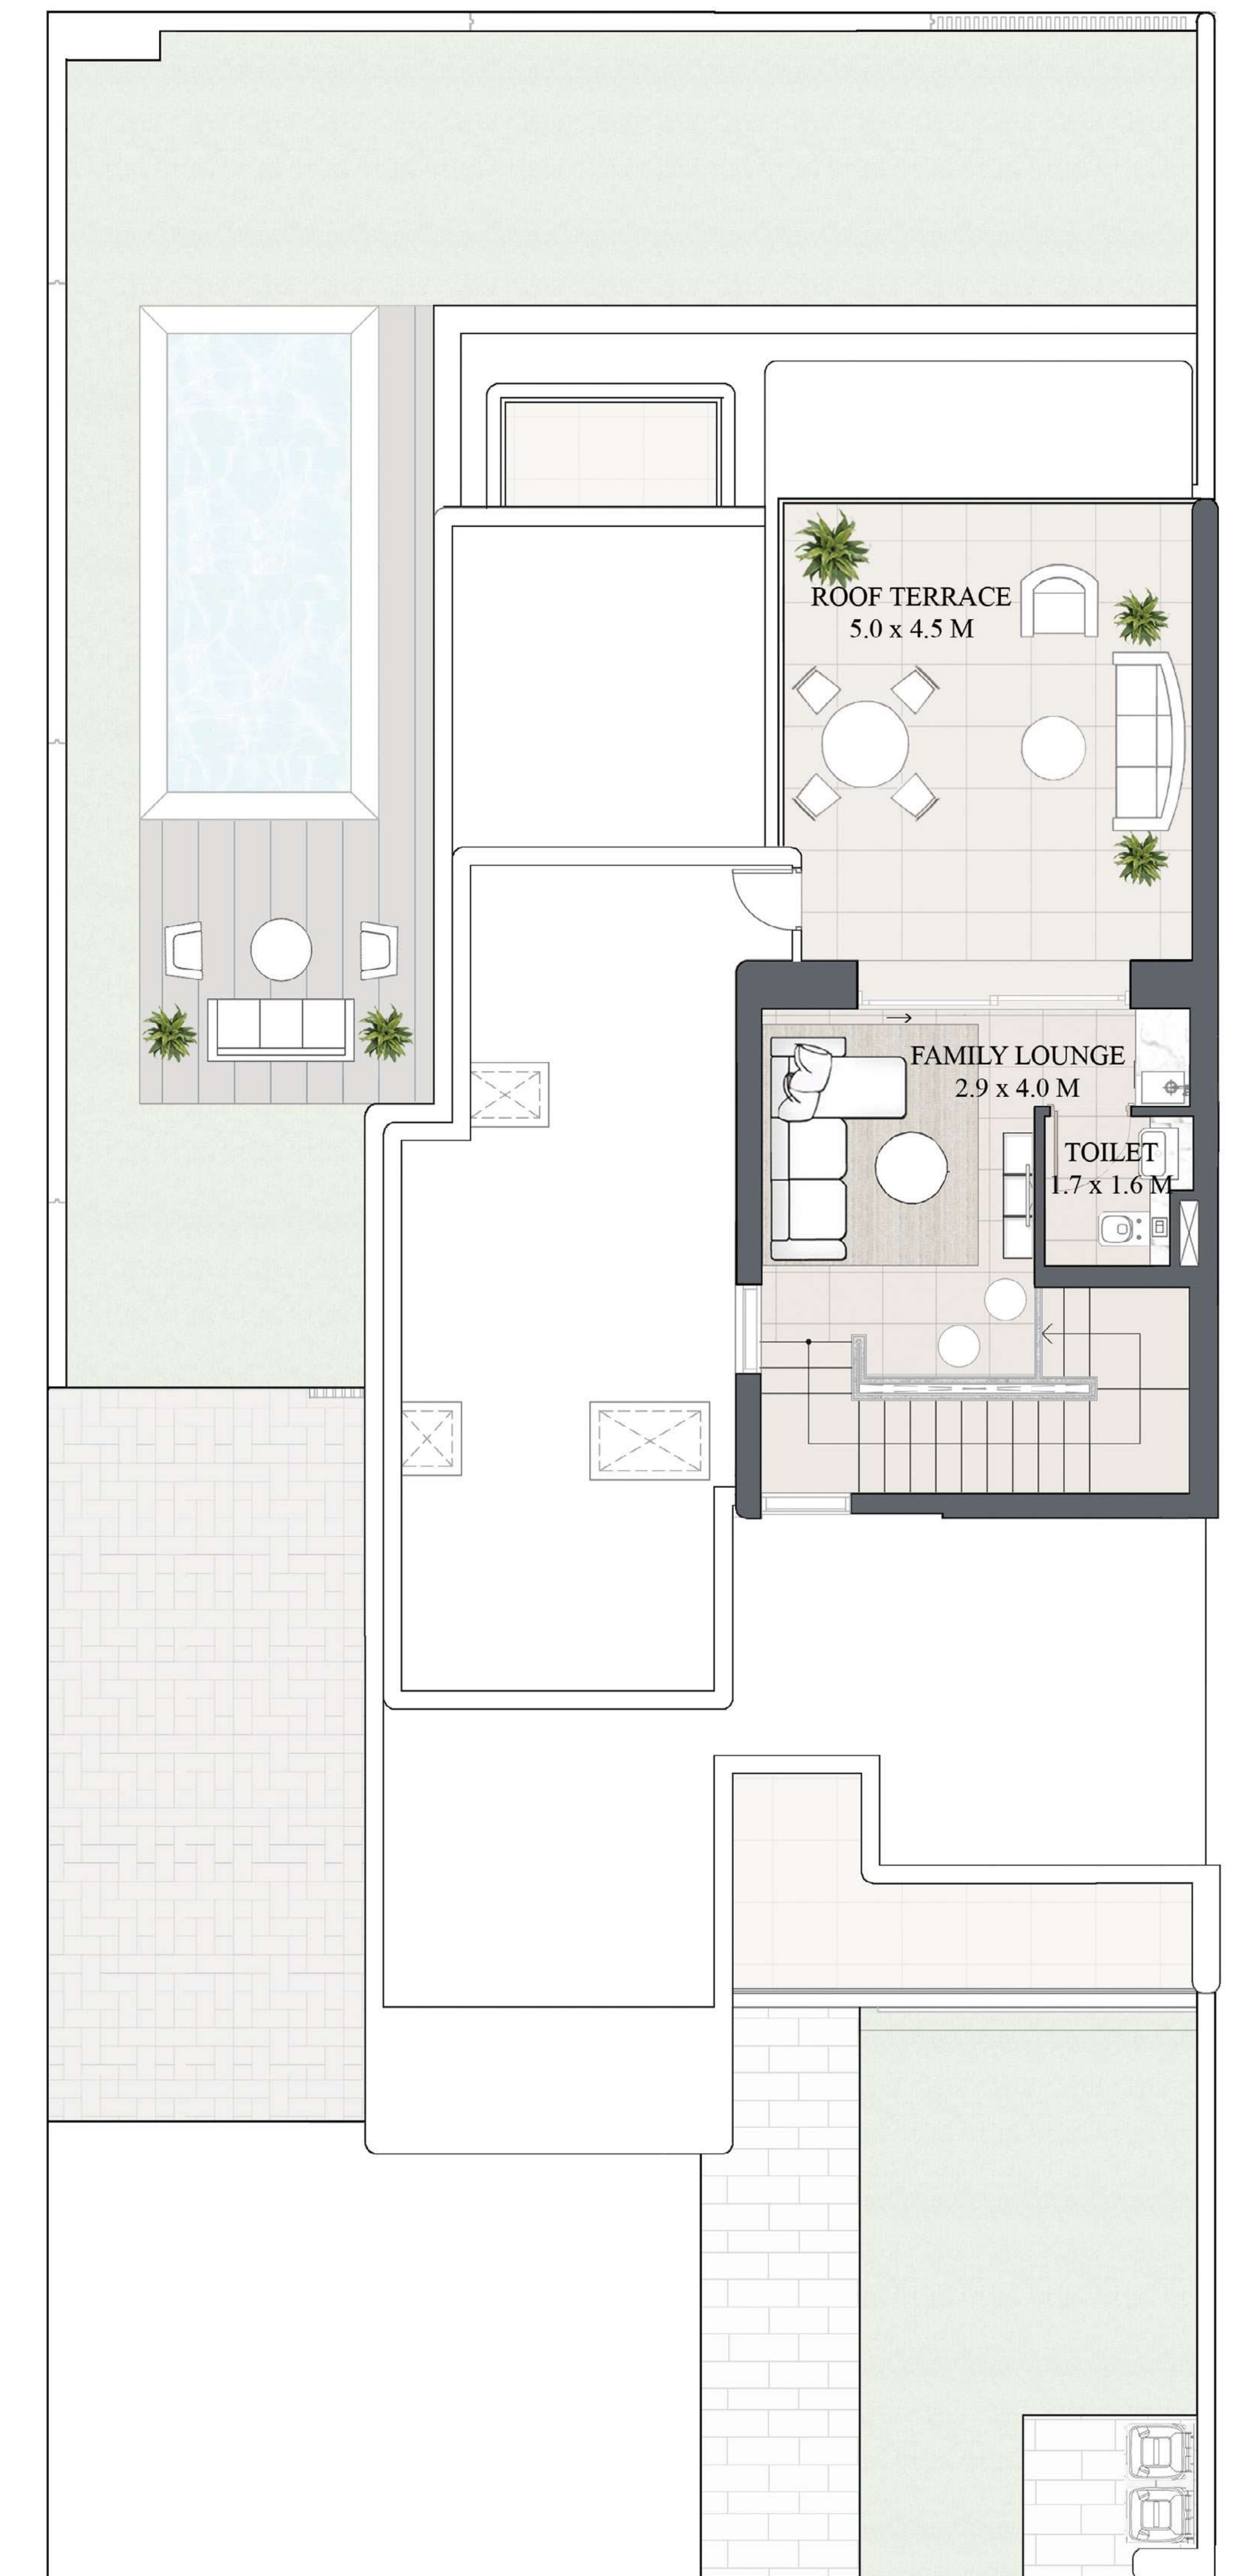 ROOF TERRACE
5.0 x 4.5 M
FAMILY LOUNGE
2.9 x 4.0 M
TOILET
1.7 x 1.6 M